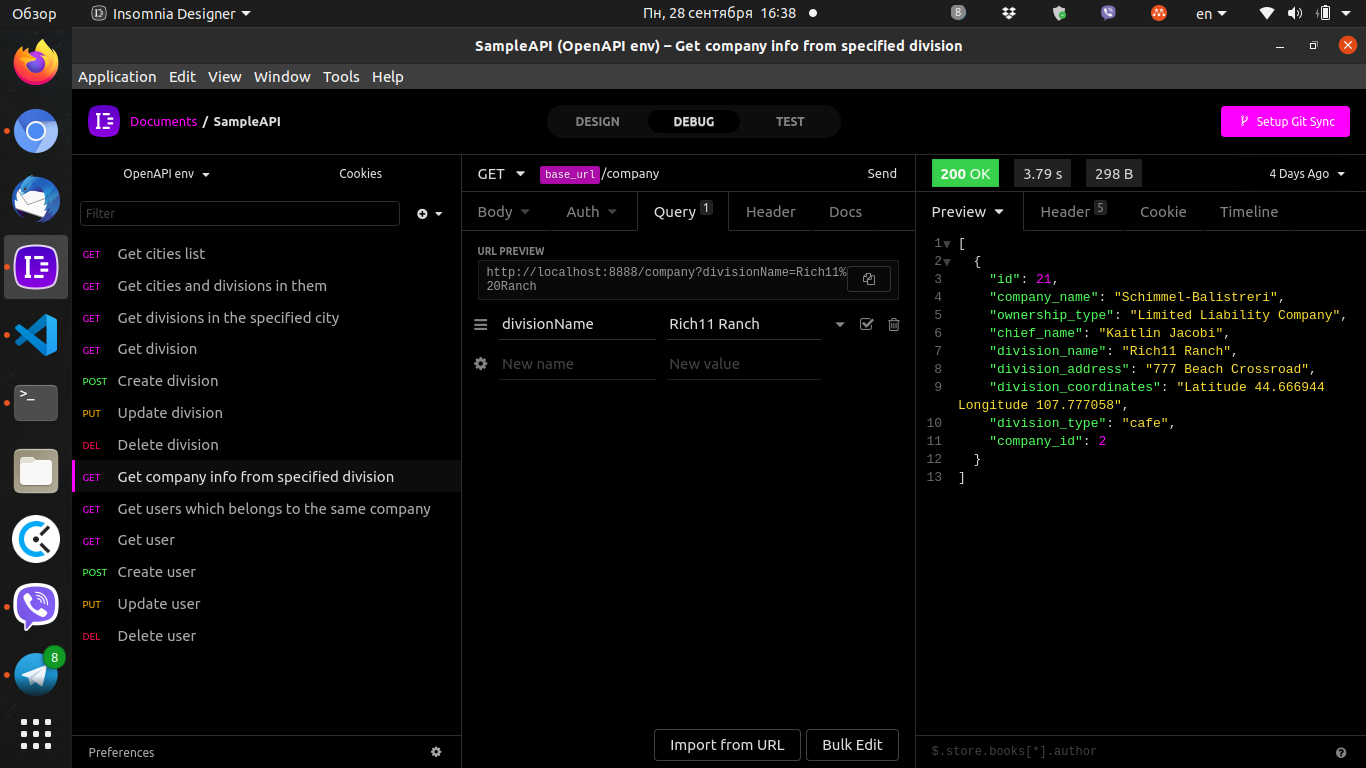 Обзор
Insomnia Designer
Пн, 28 сентября 16:38
8
en
SampleAPI (OpenAPI env) – Get company info from specified division
Application Edit View Window Tools Help
Documents / SampleAPI
DESIGN
DEBUG
TEST
Setup Git Sync
OpenAPI env
Cookies
Filter
GET Get cities list
GET Get cities and divisions in them
GET Get divisions in the specified city
GET Get division
POST Create division
PUT Update division
DEL Delete division
GET Get company info from specified division
GET Get users which belongs to the same company
GET Get user
POST Create user
PUT Update user
DEL Delete user
Preferences
GET base_url/company
Send
Body
Auth
Query 1
Header
Docs
URL PREVIEW
http://localhost:8888/company?divisionName=Rich11%
20Ranch
divisionName Rich11 Ranch
New name New value
Import from URL
Bulk Edit
200 OK
3.79 s
298 B
4 Days Ago
Preview
Header 5
Cookie
Timeline
1 [
2 {
3 "id": 21,
4 "company_name": "Schimmel-Balistreri",
5 "ownership_type": "Limited Liability Company",
6 "chief_name": "Kaitlin Jacobi",
7 "division_name": "Rich11 Ranch",
8 "division_address": "777 Beach Crossroad",
9 "division_coordinates": "Latitude 44.666944
Longitude 107.777058",
10 "division_type": "cafe",
11 "company_id": 2
12 }
13 ]
$.store.books[*].author
>_
8